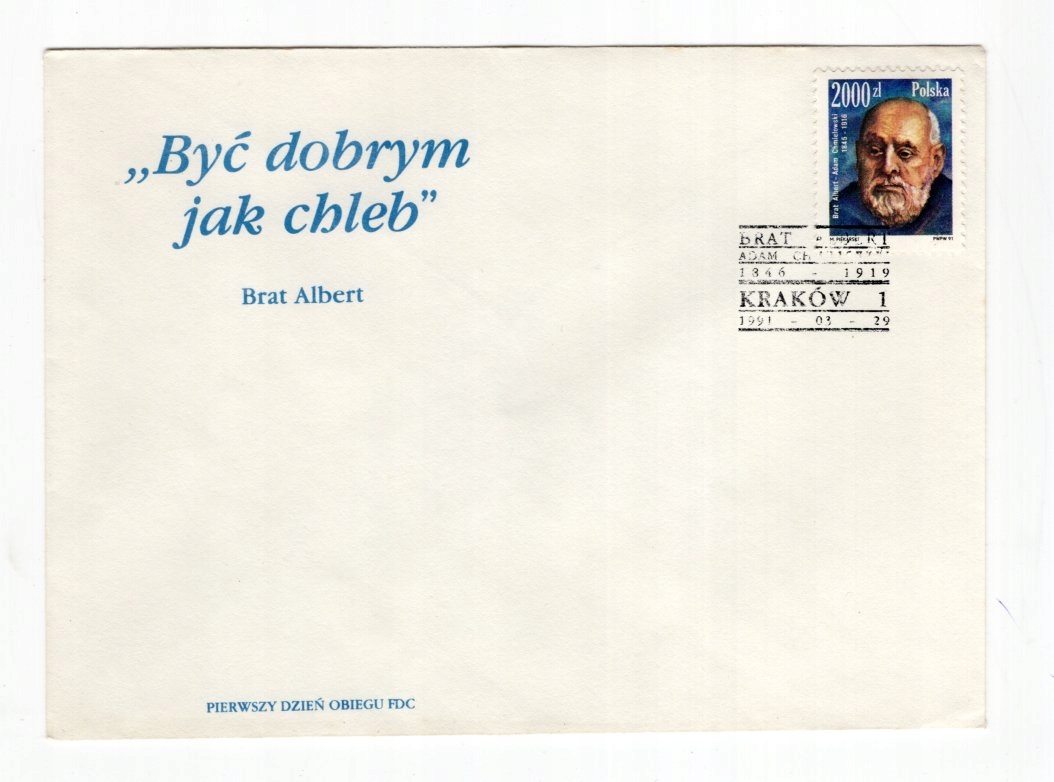 „Być dobrym
jak chleb”
Brat Albert
2000 zł Polska
Brat Albert - Adam Chmielowski
1845 - 1916
PWPW 91
BRAT ALBERT
ADAM
1846 - 1919
KRAKÓW 1
1991 - 03 - 29
PIERWSZY DZIEŃ OBIEGU FDC